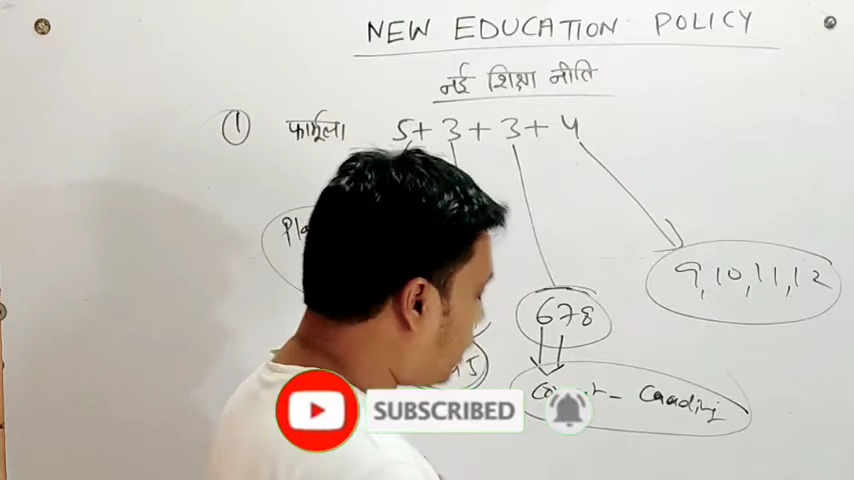 NEW EDUCATION POLICY
नई शिक्षा नीति
① फार्मूला 5+ 3 + 3 + 4
9, 10, 11, 12
678
SUBSCRIBED